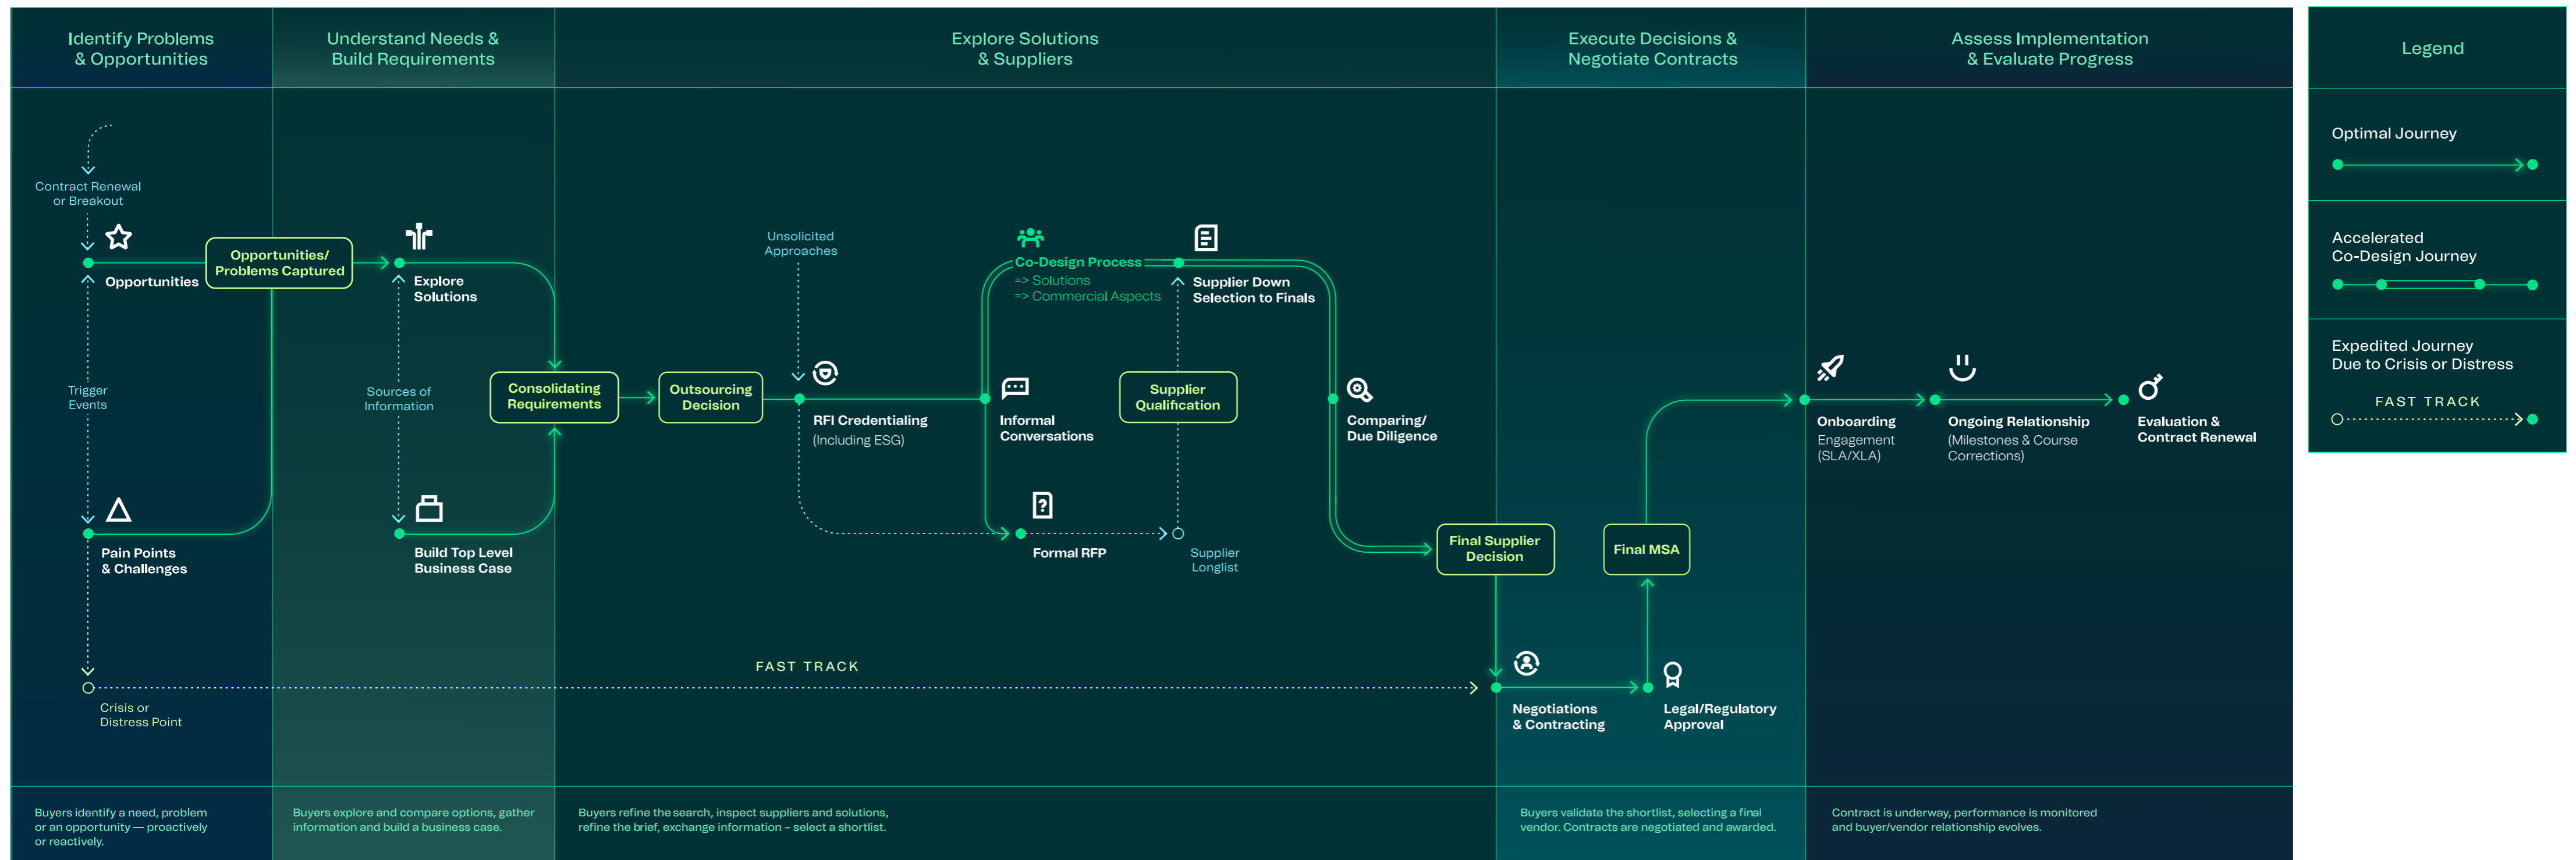 Identify Problems
& Opportunities
Understand Needs &
Build Requirements
Explore Solutions
& Suppliers
Execute Decisions &
Negotiate Contracts
Assess Implementation
& Evaluate Progress
Legend
Contract Renewal
or Breakout
Opportunities
Opportunities/
Problems Captured
Trigger
Events
Pain Points
& Challenges
Crisis or
Distress Point
Explore
Solutions
Sources of
Information
Build Top Level
Business Case
Consolidating
Requirements
Outsourcing
Decision
Unsolicited
Approaches
RFI Credentialing
(Including ESG)
Co-Design Process
=> Solutions
=> Commercial Aspects
Informal
Conversations
Formal RFP
Supplier Down
Selection to Finals
Supplier
Qualification
Supplier
Longlist
Comparing/
Due Diligence
FAST TRACK
Final Supplier
Decision
Final MSA
Negotiations
& Contracting
Legal/Regulatory
Approval
Onboarding
Engagement
(SLA/XLA)
Ongoing Relationship
(Milestones & Course
Corrections)
Evaluation &
Contract Renewal
Optimal Journey
Accelerated
Co-Design Journey
Expedited Journey
Due to Crisis or Distress
FAST TRACK
Buyers identify a need, problem
or an opportunity — proactively
or reactively.
Buyers explore and compare options, gather
information and build a business case.
Buyers refine the search, inspect suppliers and solutions,
refine the brief, exchange information – select a shortlist.
Buyers validate the shortlist, selecting a final
vendor. Contracts are negotiated and awarded.
Contract is underway, performance is monitored
and buyer/vendor relationship evolves.